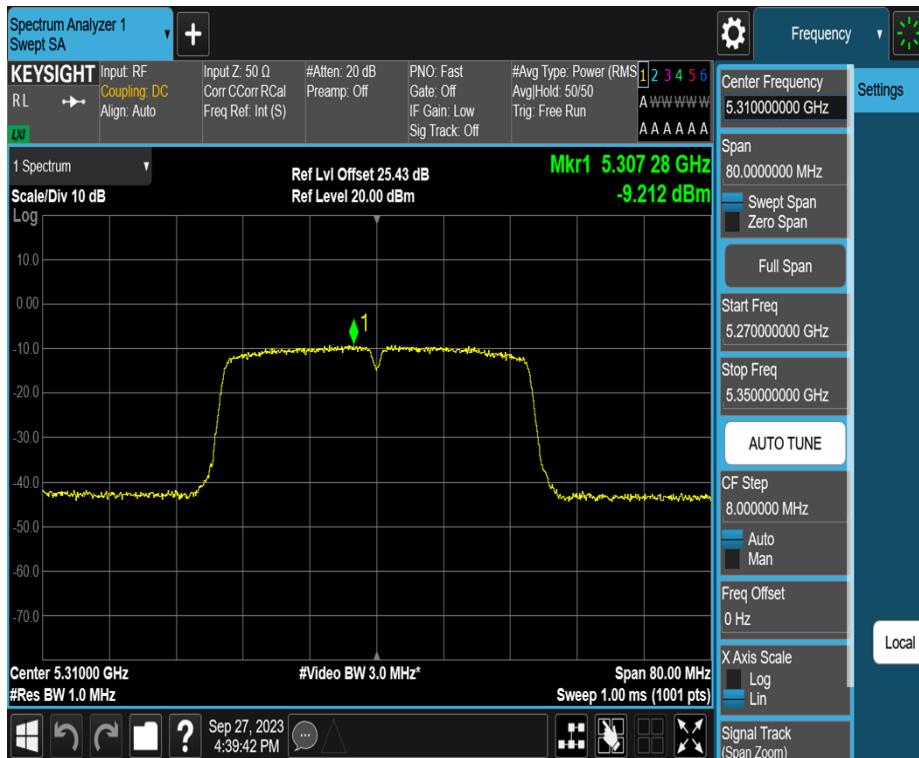 Spectrum Analyzer 1
Swept SA
+
Frequency
KEYSIGHT
RL
LXI
Input: RF
Coupling: DC
Align: Auto
Input Z: 50 Ω
Corr CCorr RCal
Freq Ref: Int (S)
#Atten: 20 dB
Preamp: Off
PNO: Fast
Gate: Off
IF Gain: Low
Sig Track: Off
#Avg Type: Power (RMS
Avg|Hold: 50/50
Trig: Free Run
1 2 3 4 5 6
A W W W W W
A A A A A A
1 Spectrum
Scale/Div 10 dB
Log
Ref Lvl Offset 25.43 dB
Ref Level 20.00 dBm
Mkr1 5.307 28 GHz
-9.212 dBm
1
10.0
0.00
-10.0
-20.0
-30.0
-40.0
-50.0
-60.0
-70.0
Center 5.31000 GHz
#Res BW 1.0 MHz
#Video BW 3.0 MHz*
Span 80.00 MHz
Sweep 1.00 ms (1001 pts)
?
Sep 27, 2023
4:39:42 PM
Center Frequency
5.310000000 GHz
Span
80.0000000 MHz
Swept Span
Zero Span
Full Span
Start Freq
5.270000000 GHz
Stop Freq
5.350000000 GHz
AUTO TUNE
CF Step
8.000000 MHz
Auto
Man
Freq Offset
0 Hz
X Axis Scale
Log
Lin
Signal Track
(Span Zoom)
Settings
Local